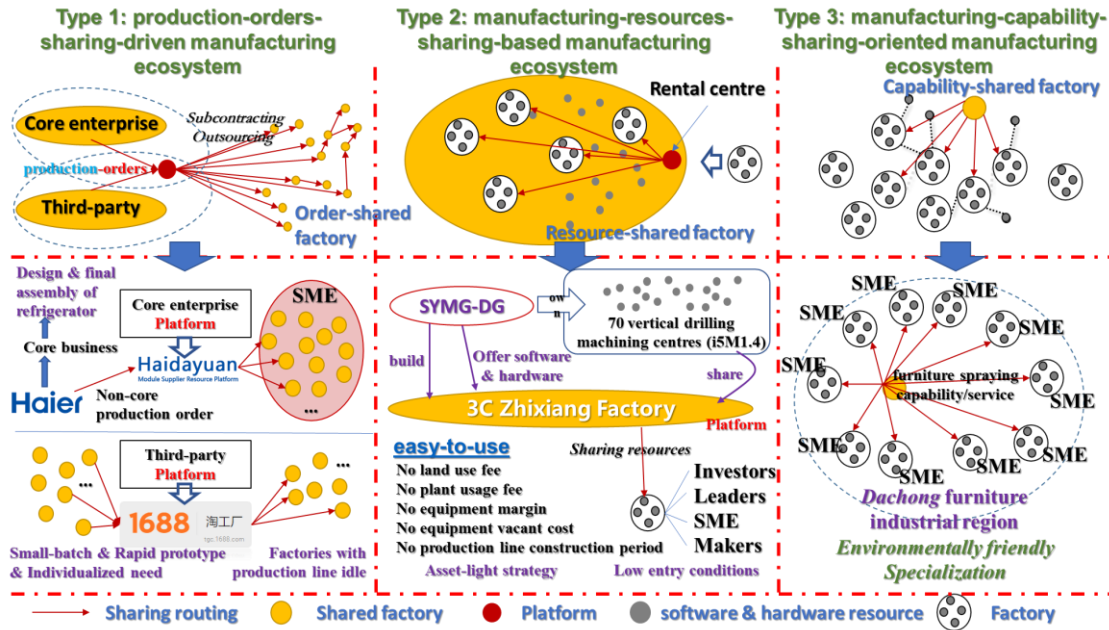 Type 1: production-orders-
sharing-driven manufacturing
ecosystem
Core enterprise
Subcontracting
Outsourcing
production-orders
Third-party
Order-shared
factory
Type 2: manufacturing-resources-
sharing-based manufacturing
ecosystem
Rental centre
Resource-shared factory
Type 3: manufacturing-capability-
sharing-oriented manufacturing
ecosystem
Capability-shared factory
Design & final
assembly of
refrigerator
Core business
Haier
Core enterprise
Platform
Haidayuan
Module Supplier Resource Platform
Non-core
production order
SME
...
Third-party
Platform
...
...
1688
淘工厂
tgc.1688.com
Small-batch & Rapid prototype
& Individualized need
Factories with
production line idle
SYMG-DG
ow
n
70 vertical drilling
machining centres (i5M1.4)
build
Offer software
& hardware
share
3C Zhixiang Factory
Platform
easy-to-use
No land use fee
No plant usage fee
No equipment margin
No equipment vacant cost
No production line construction period
Sharing resources
Investors
Leaders
SME
Makers
Asset-light strategy
Low entry conditions
SME
SME
SME
SME
SME
SME
SME
SME
SME
SME
furniture spraying
capability/service
Dachong furniture
industrial region
Environmentally friendly
Specialization
Sharing routing
Shared factory
Platform
software & hardware resource
Factory